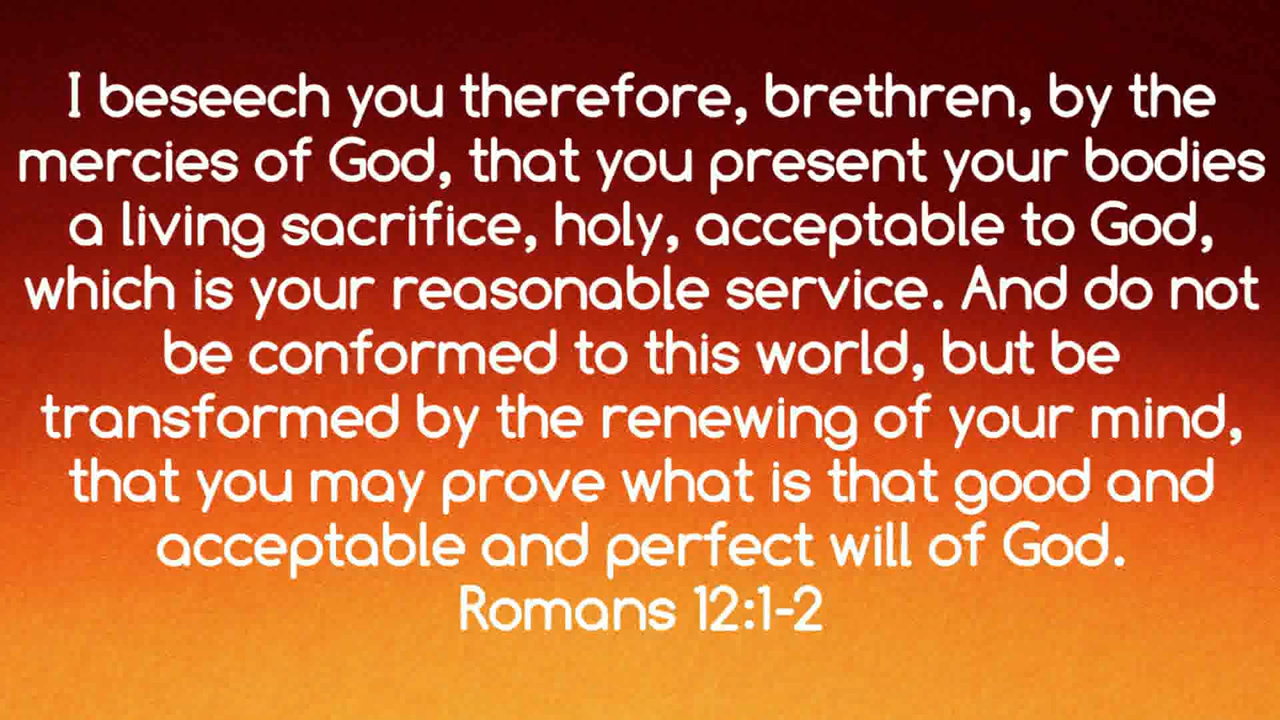 I beseech you therefore, brethren, by the
mercies of God, that you present your bodies
a living sacrifice, holy, acceptable to God,
which is your reasonable service. And do not
be conformed to this world, but be
transformed by the renewing of your mind,
that you may prove what is that good and
acceptable and perfect will of God.
Romans 12:1-2